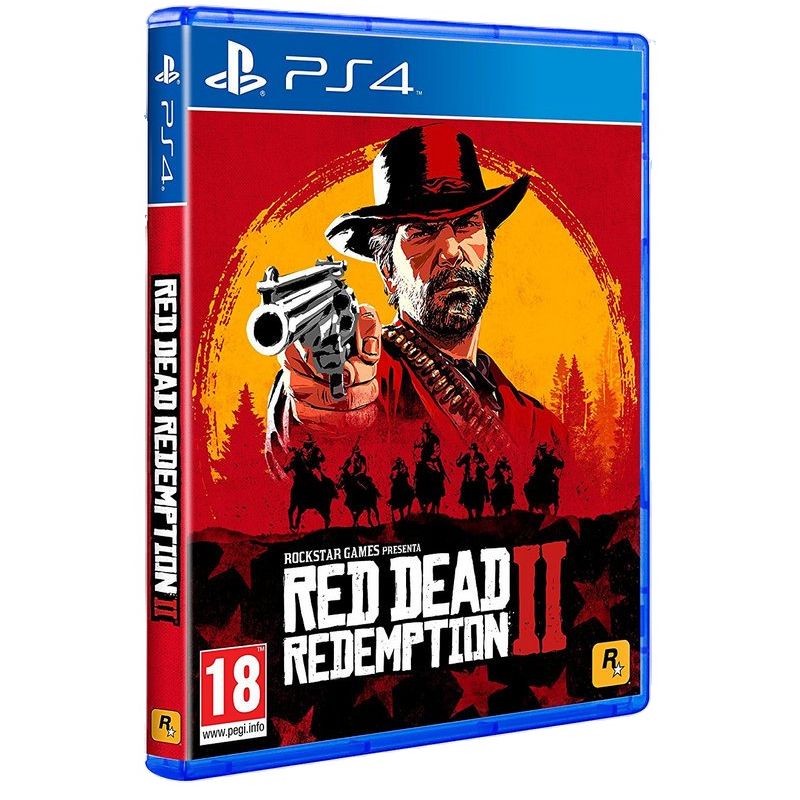 PS4
PS4
RED DEAD REDEMPTION II
ROCKSTAR GAMES PRESENTA
RED DEAD
REDEMPTION II
18
www.pegi.info
R
R